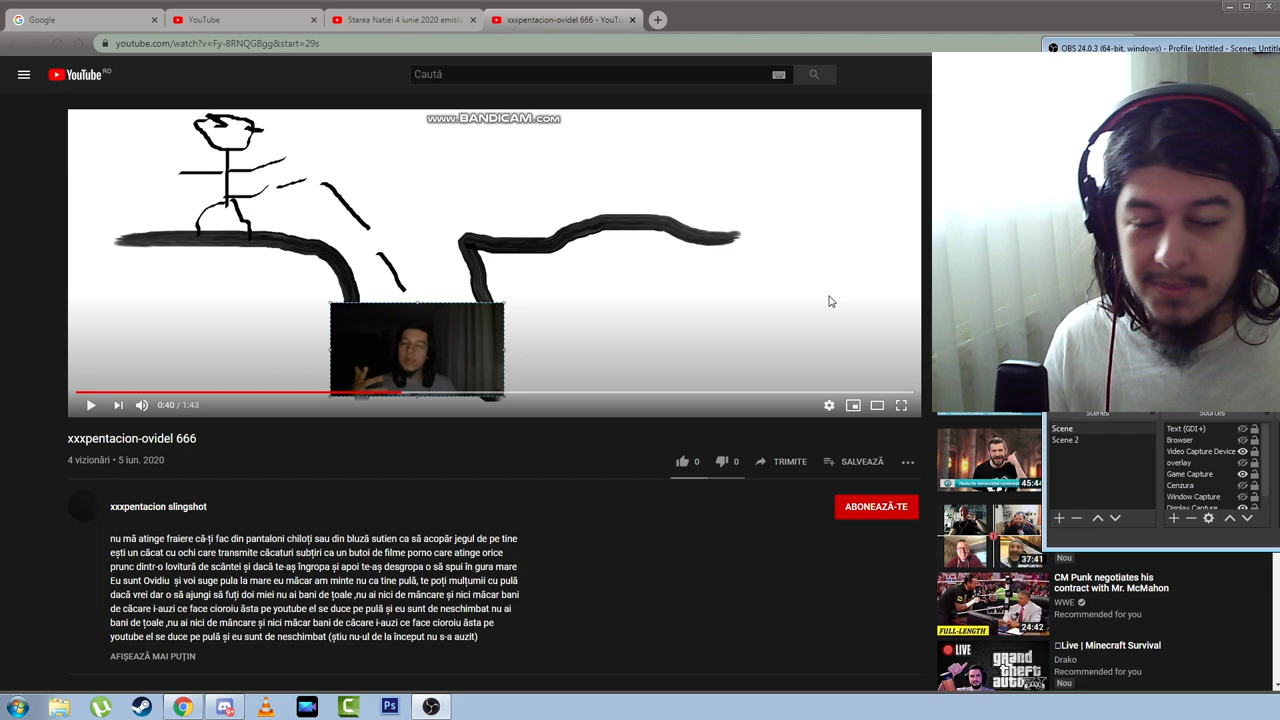 Google
YouTube
Starea Natiei 4 iunie 2020 emisiu
xxxpentacion-ovidel 666 - YouTu
youtube.com/watch?v=Fy-8RNQGBgg&start=29s
OBS 24.0.3 (64-bit, windows) - Profile: Untitled - Scenes: Untitl
YouTube RO
Caută
www.BANDICAM.com
0:40 / 1:43
xxxpentacion-ovidel 666
4 vizionări • 5 iun. 2020
0
0
TRIMITE
SALVEAZĂ
xxxpentacion slingshot
ABONEAZĂ-TE
nu mă atinge fraiere că-ți fac din pantaloni chiloți sau din bluză sutien ca să acopăr jegul de pe tine
ești un căcat cu ochi care transmite căcaturi subțiri ca un butoi de filme porno care atinge orice
prunc dintr-o lovitură de scântei și dacă te-aș îngropa și apoi te-aș desgropa o să spui în gura mare
Eu sunt Ovidiu și voi suge pula la mare eu măcar am minte nu ca tine pulă, te poți mulțumii cu pulă
dacă vrei dar o să ajungi să fuți doi miei nu ai bani de țoale ,nu ai nici de mâncare și nici măcar bani
de căcare i-auzi ce face cioroiu ăsta pe youtube el se duce pe pulă și eu sunt de neschimbat nu ai
bani de țoale ,nu ai nici de mâncare și nici măcar bani de căcare i-auzi ce face cioroiu ăsta pe
youtube el se duce pe pulă și eu sunt de neschimbat (știu nu-ul de la început nu s-a auzit)
AFIȘEAZĂ MAI PUȚIN
Scenes
Sources
Scene
Scene 2
Text (GDI+)
Browser
Video Capture Device
overlay
Game Capture
Cenzura
Window Capture
Display Capture
45:44
37:41
Nou
CM Punk negotiates his
contract with Mr. McMahon
WWE
Recommended for you
FULL-LENGTH
24:42
Live | Minecraft Survival
Drako
Recommended for you
Nou
LIVE
grand
theft
auto